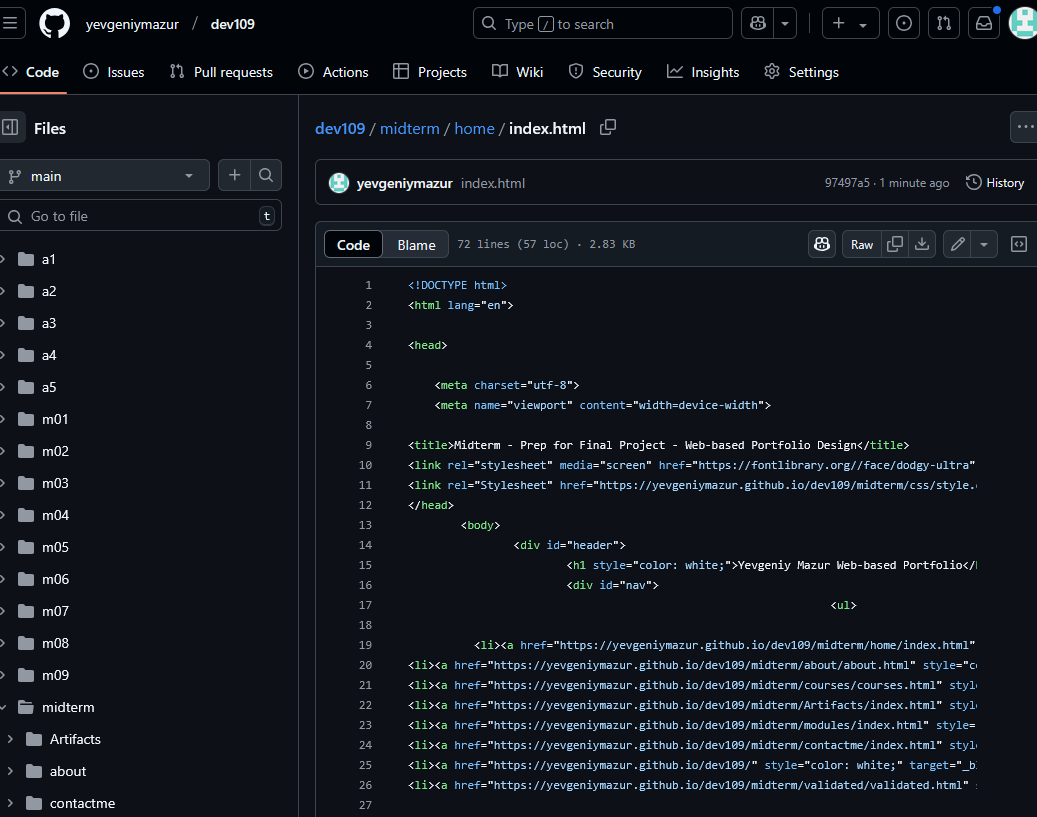 yevgeniymazur / dev109
Type / to search
Code Issues Pull requests Actions Projects Wiki Security Insights Settings
Files
dev109 / midterm / home / index.html
main
yevgeniymazur index.html
97497a5 · 1 minute ago
History
Go to file t
Code Blame 72 lines (57 loc) · 2.83 KB
Raw
a1
a2
a3
a4
a5
m01
m02
m03
m04
m05
m06
m07
m08
m09
midterm
Artifacts
about
contactme
1 <!DOCTYPE html>
2 <html lang="en">
3
4 <head>
5
6 <meta charset="utf-8">
7 <meta name="viewport" content="width=device-width">
8
9 <title>Midterm - Prep for Final Project - Web-based Portfolio Design</title>
10 <link rel="stylesheet" media="screen" href="https://fontlibrary.org//face/dodgy-ultra"
11 <link rel="Stylesheet" href="https://yevgeniymazur.github.io/dev109/midterm/css/style.
12 </head>
13 <body>
14 <div id="header">
15 <h1 style="color: white;">Yevgeniy Mazur Web-based Portfolio</
16 <div id="nav">
17 <ul>
18
19 <li><a href="https://yevgeniymazur.github.io/dev109/midterm/home/index.html"
20 <li><a href="https://yevgeniymazur.github.io/dev109/midterm/about/about.html" style="c
21 <li><a href="https://yevgeniymazur.github.io/dev109/midterm/courses/courses.html" styl
22 <li><a href="https://yevgeniymazur.github.io/dev109/midterm/Artifacts/index.html" styl
23 <li><a href="https://yevgeniymazur.github.io/dev109/midterm/modules/index.html" style=
24 <li><a href="https://yevgeniymazur.github.io/dev109/midterm/contactme/index.html" styl
25 <li><a href="https://yevgeniymazur.github.io/dev109/" style="color: white;" target="_b
26 <li><a href="https://yevgeniymazur.github.io/dev109/midterm/validated/validated.html"
27